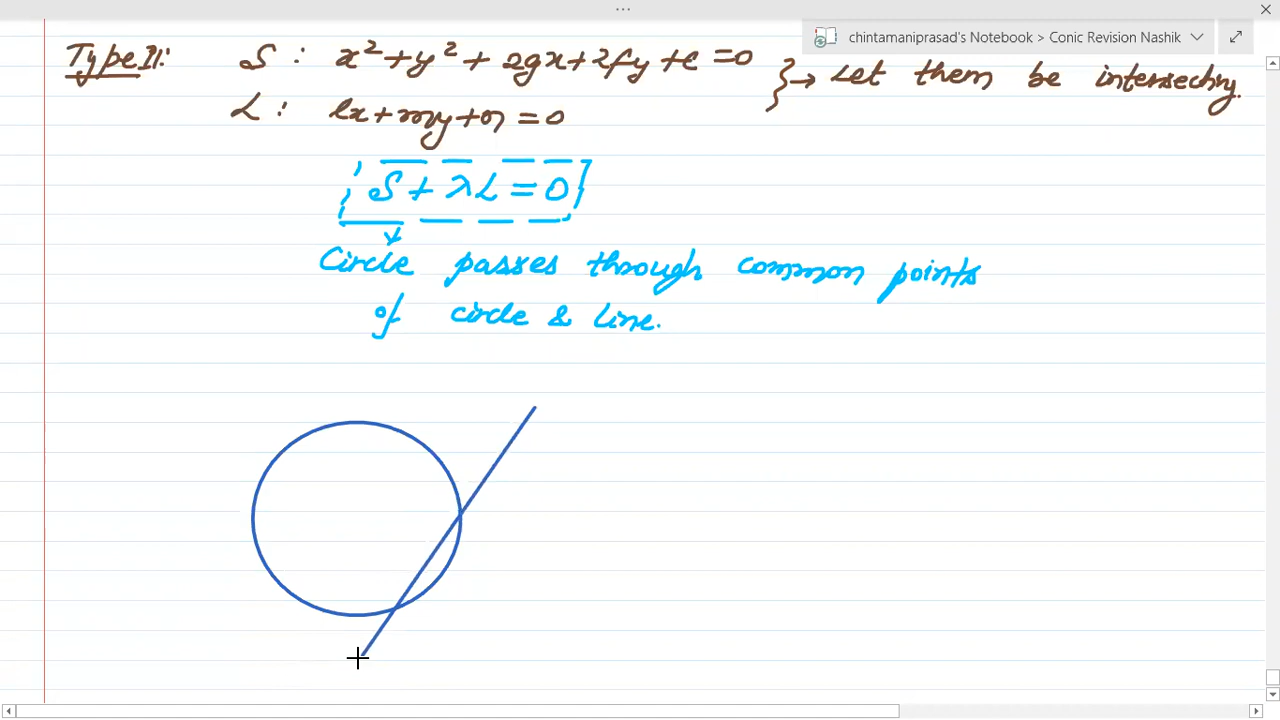 chintamaniprasad's Notebook > Conic Revision Nashik
Type II: S : x² + y² + 2gx + 2fy + c = 0 } → Let them be intersecting.
L : lx + my + n = 0
S + λL = 0
Circle passes through common points
of circle & line.